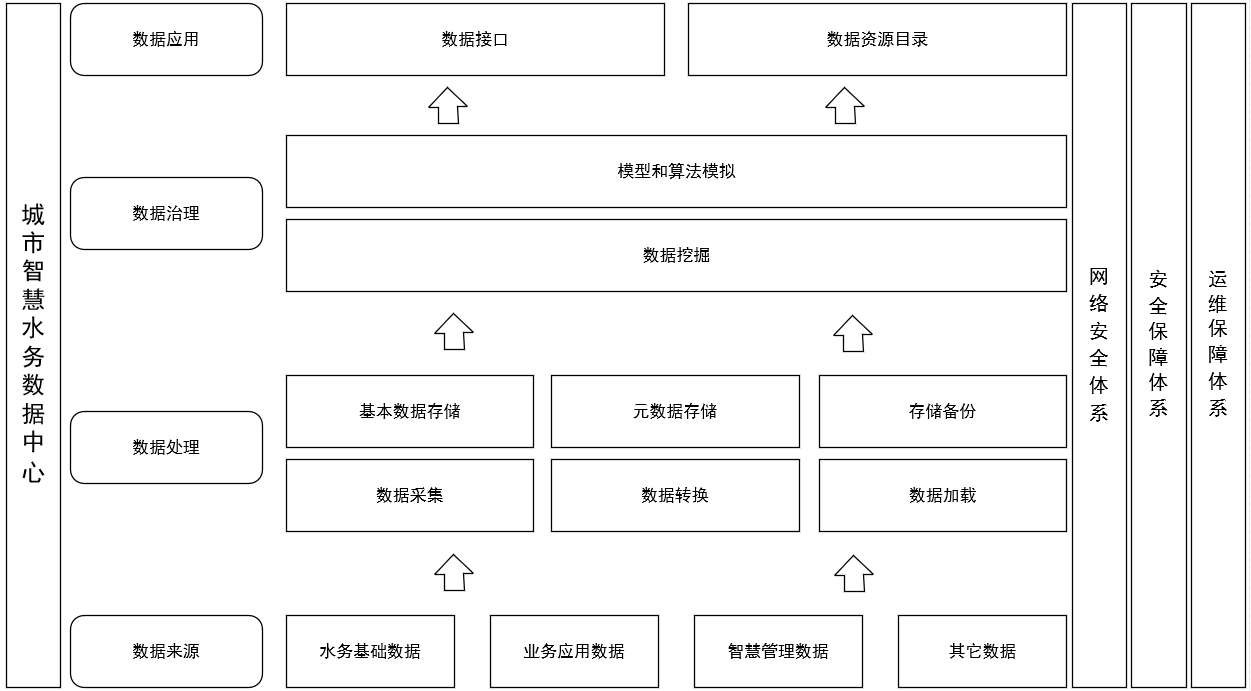 城市智慧水务数据中心
数据应用
数据接口
数据资源目录
数据治理
模型和算法模拟
数据挖掘
数据处理
基本数据存储
元数据存储
存储备份
数据采集
数据转换
数据加载
数据来源
水务基础数据
业务应用数据
智慧管理数据
其它数据
网络安全体系
安全保障体系
运维保障体系